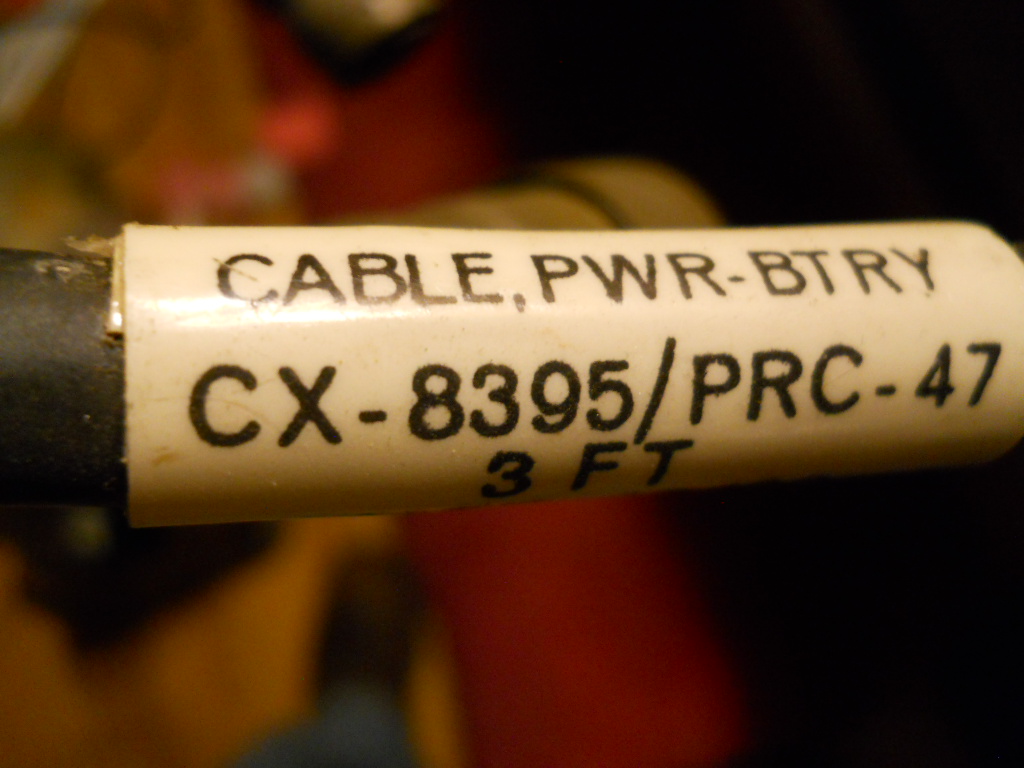 CABLE, PWR-BTRY
CX-8395/PRC-47
3 FT